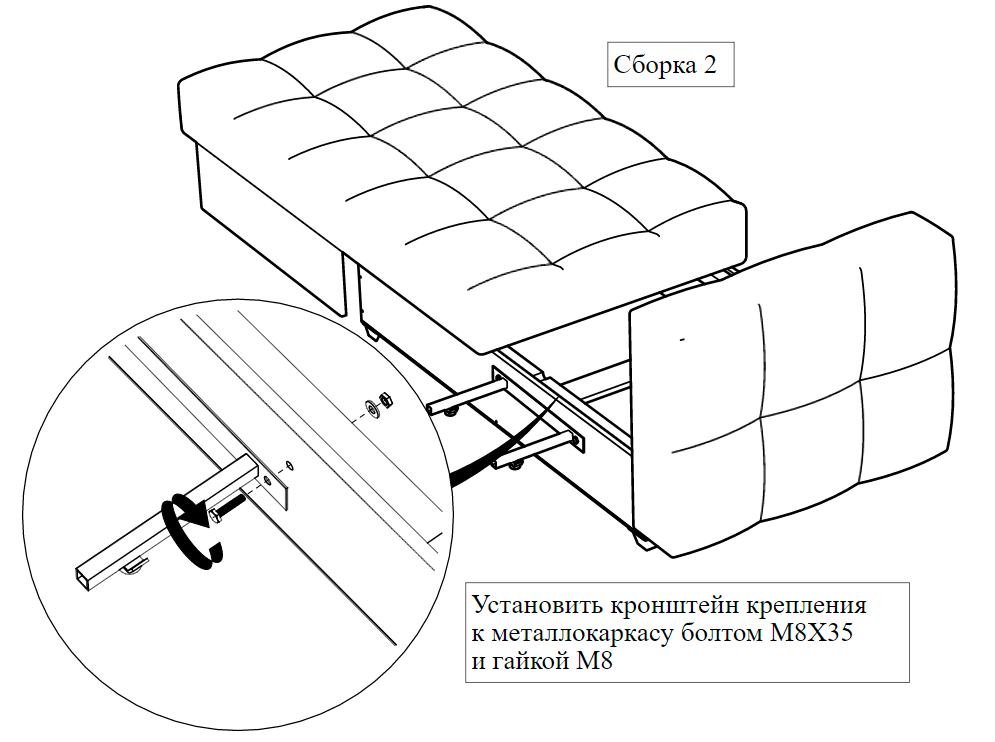 Сборка 2
Установить кронштейн крепления
к металлокаркасу болтом М8Х35
и гайкой М8